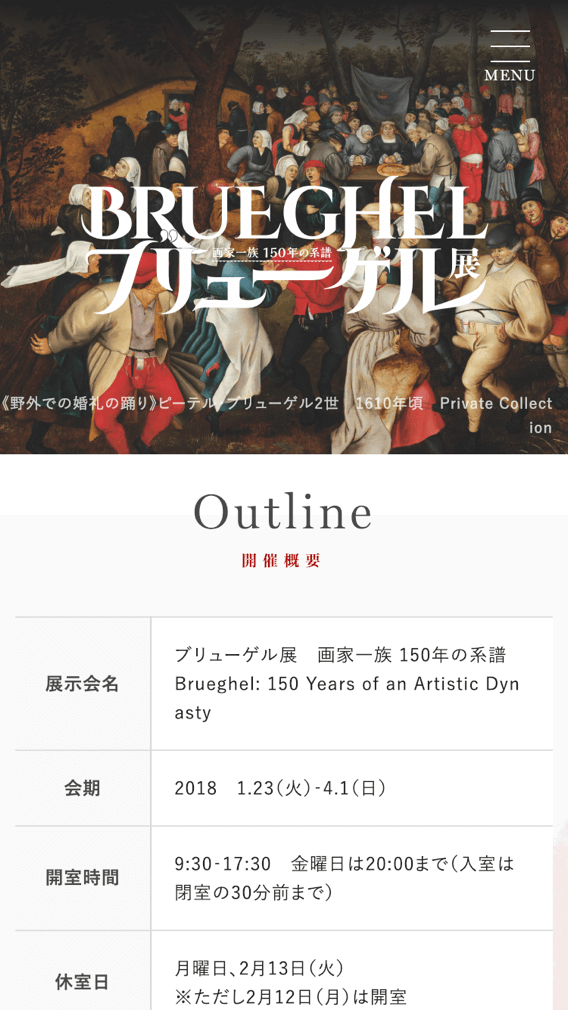 MENU
BRUEGHEL
画家一族 150年の系譜
ブリューゲル展
《野外での婚礼の踊り》ピーテル・ブリューゲル2世　1610年頃　Private Collect
ion
Outline
開催概要
展示会名
ブリューゲル展　画家一族 150年の系譜
Brueghel: 150 Years of an Artistic Dyn
asty
会期
2018　1.23（火）-4.1（日）
開室時間
9:30-17:30　金曜日は20:00まで（入室は
閉室の30分前まで）
休室日
月曜日、2月13日（火）
※ただし2月12日（月）は開室